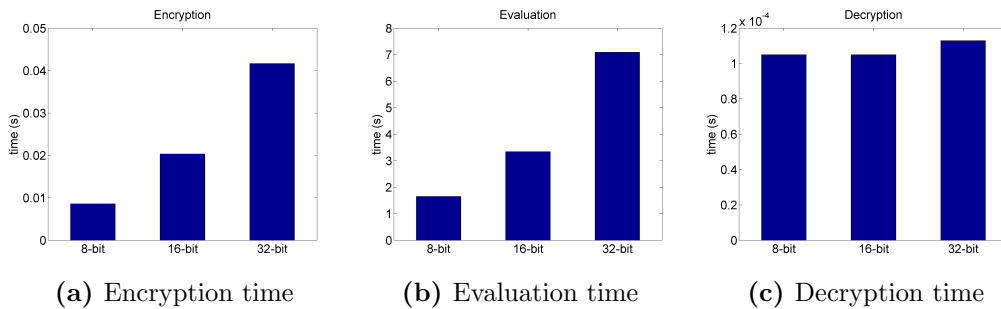 Encryption
0.05
0.04
0.03
0.02
0.01
0
time (s)
8-bit 16-bit 32-bit
(a) Encryption time
Evaluation
8
7
6
5
4
3
2
1
0
time (s)
8-bit 16-bit 32-bit
(b) Evaluation time
Decryption
x 10^-4
1.2
1
0.8
0.6
0.4
0.2
0
time (s)
8-bit 16-bit 32-bit
(c) Decryption time